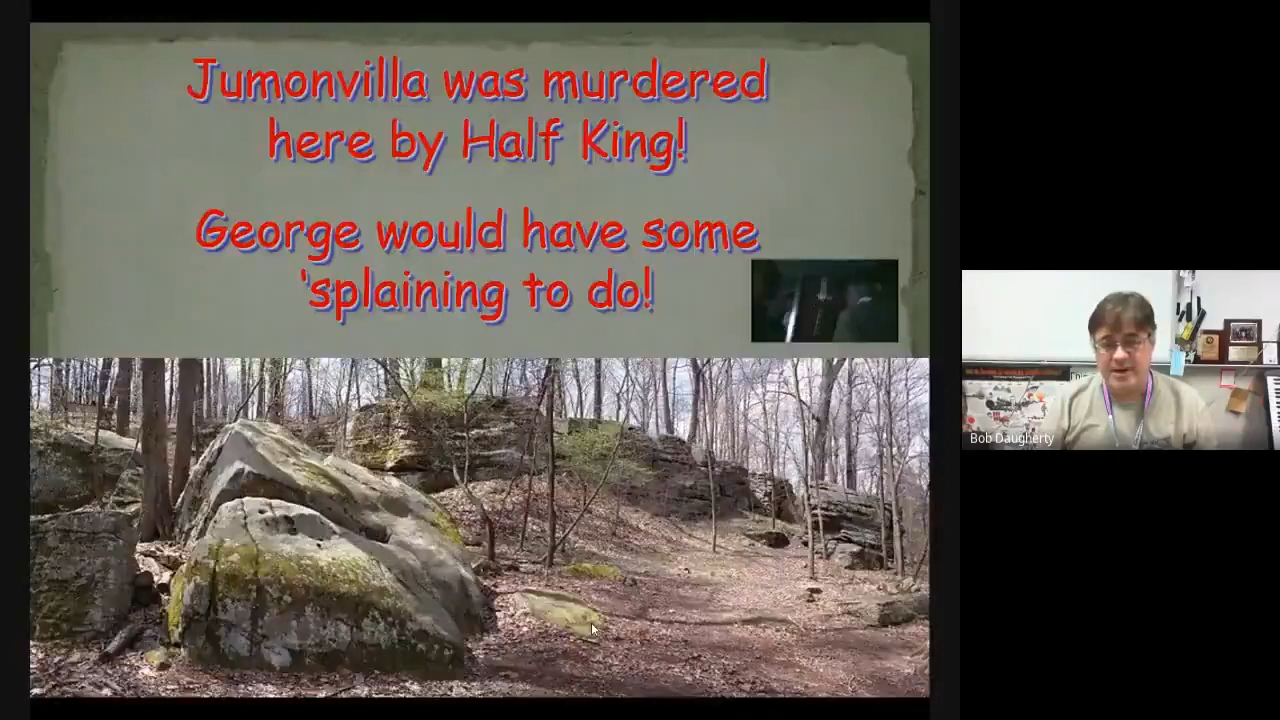 Jumonvilla was murdered
here by Half King!
George would have some
‘splaining to do!
Bob Daugherty